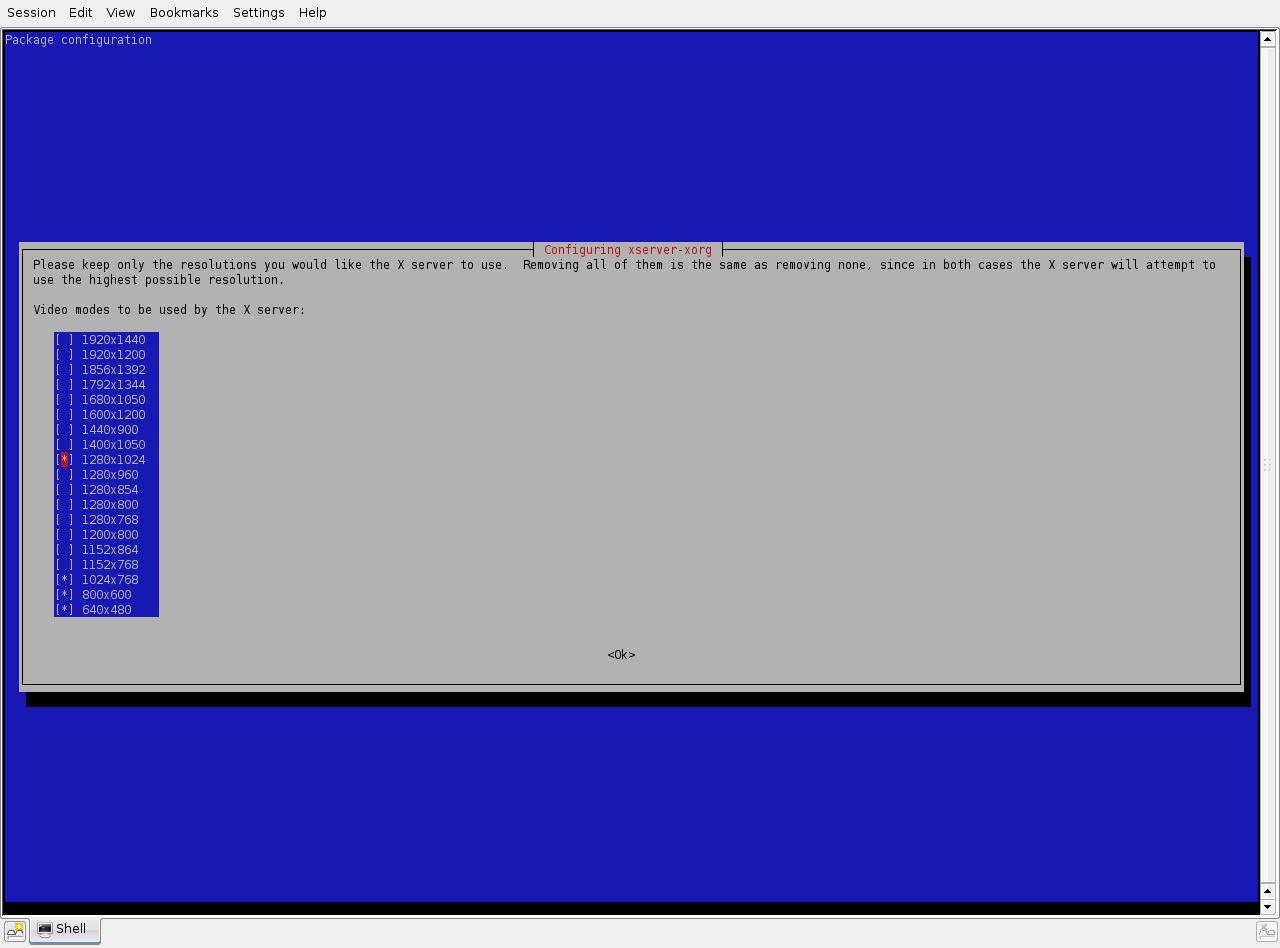 Session Edit View Bookmarks Settings Help
Package configuration
Configuring xserver-xorg
Please keep only the resolutions you would like the X server to use.  Removing all of them is the same as removing none, since in both cases the X server will attempt to
use the highest possible resolution.
Video modes to be used by the X server:
[ ] 1920x1440
[ ] 1920x1200
[ ] 1856x1392
[ ] 1792x1344
[ ] 1680x1050
[ ] 1600x1200
[ ] 1440x900
[ ] 1400x1050
[*] 1280x1024
[ ] 1280x960
[ ] 1280x854
[ ] 1280x800
[ ] 1280x768
[ ] 1200x800
[ ] 1152x864
[ ] 1152x768
[*] 1024x768
[*] 800x600
[*] 640x480
<Ok>
Shell